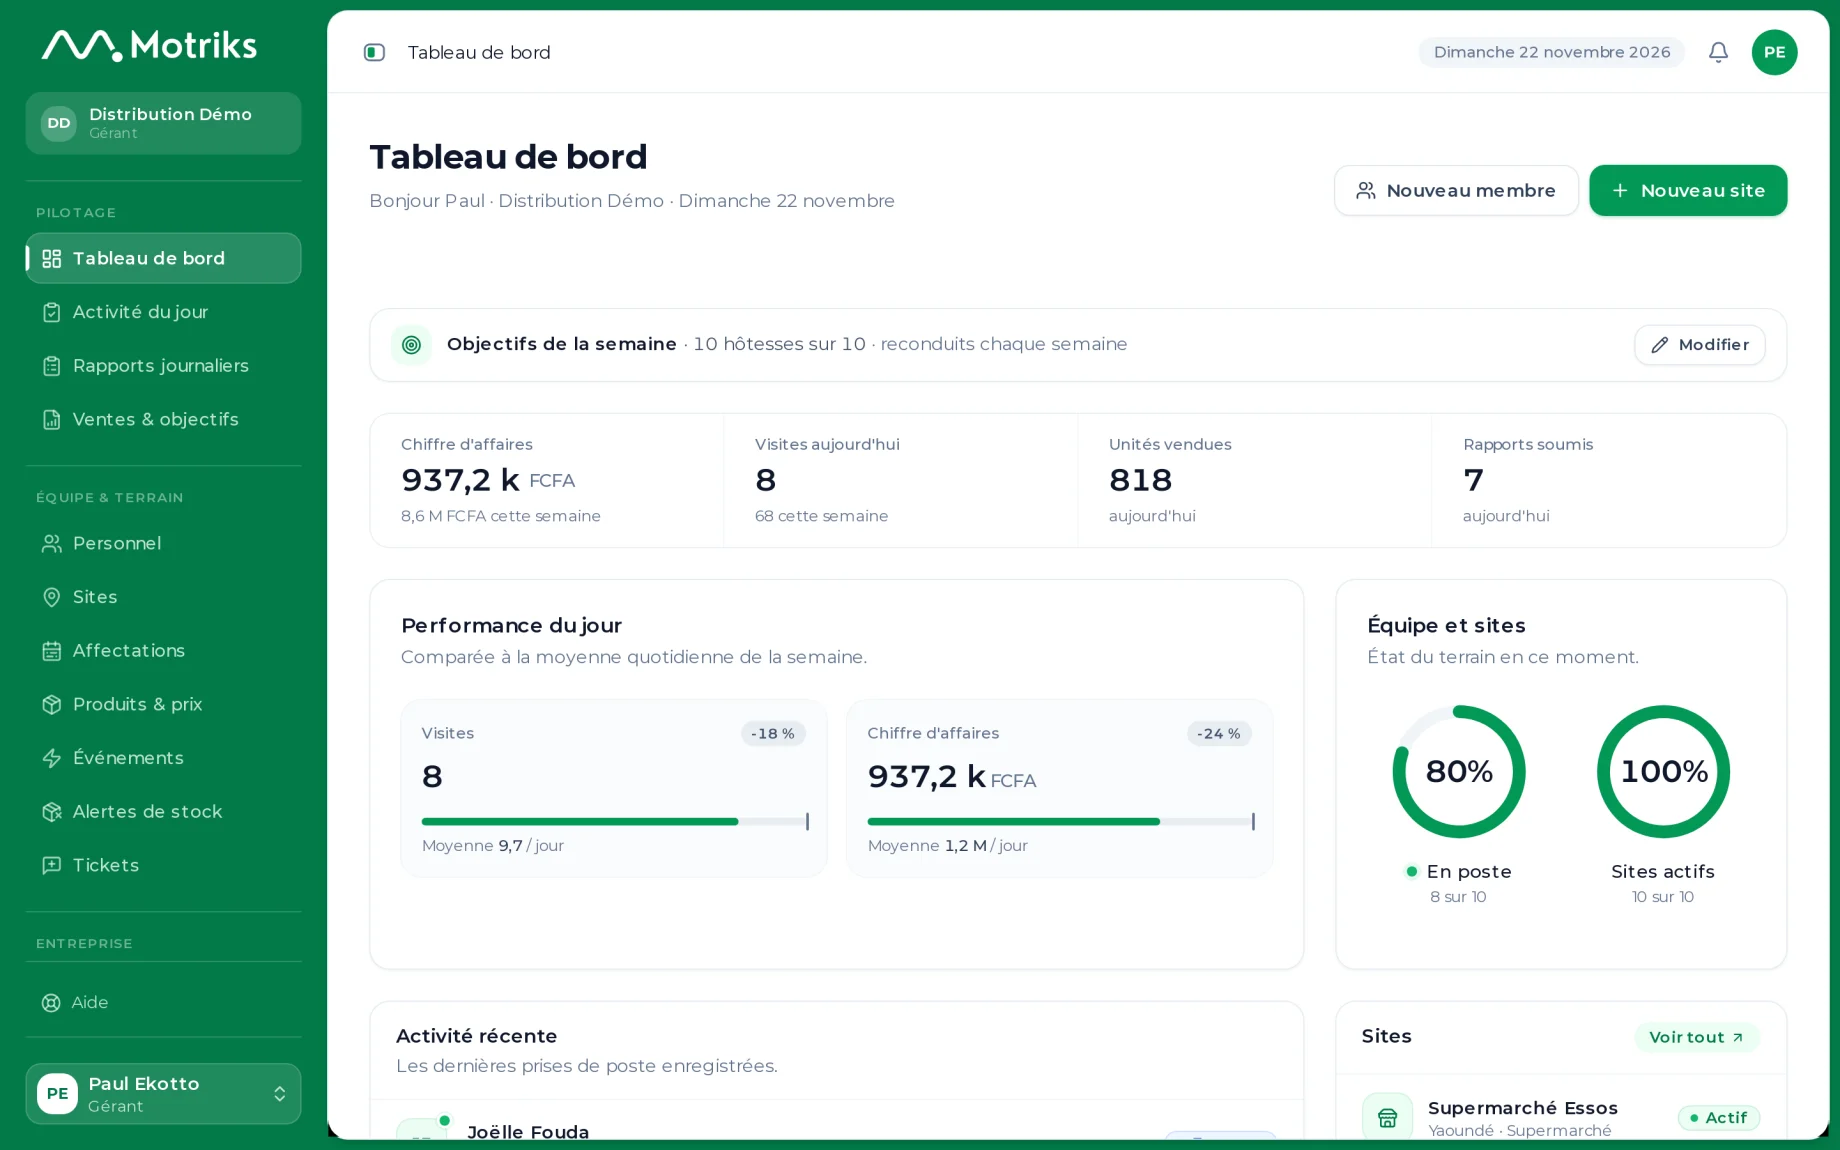 Motriks
DD
Distribution Démo
Gérant
PILOTAGE
Tableau de bord
Activité du jour
Rapports journaliers
Ventes & objectifs
ÉQUIPE & TERRAIN
Personnel
Sites
Affectations
Produits & prix
Événements
Alertes de stock
Tickets
ENTREPRISE
Aide
PE
Paul Ekotto
Gérant
Tableau de bord
Dimanche 22 novembre 2026
PE
Tableau de bord
Bonjour Paul · Distribution Démo · Dimanche 22 novembre
Nouveau membre
Nouveau site
Objectifs de la semaine · 10 hôtesses sur 10 · reconduits chaque semaine
Modifier
Chiffre d'affaires
937,2 k FCFA
8,6 M FCFA cette semaine
Visites aujourd'hui
8
68 cette semaine
Unités vendues
818
aujourd'hui
Rapports soumis
7
aujourd'hui
Performance du jour
Comparée à la moyenne quotidienne de la semaine.
Visites
-18 %
8
Moyenne 9,7 / jour
Chiffre d'affaires
-24 %
937,2 k FCFA
Moyenne 1,2 M / jour
Équipe et sites
État du terrain en ce moment.
80%
En poste
8 sur 10
100%
Sites actifs
10 sur 10
Activité récente
Les dernières prises de poste enregistrées.
Joëlle Fouda
Sites
Voir tout
Supermarché Essos
Yaoundé · Supermarché
Actif